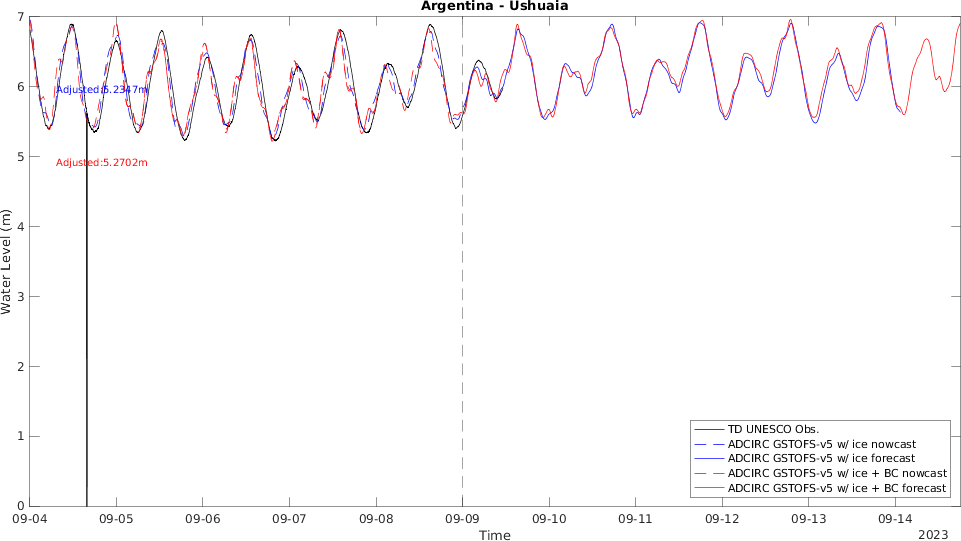 Argentina - Ushuaia
7
6
5
4
3
2
1
0
Water Level (m)
Adjusted:5.2347m
Adjusted:5.2702m
TD UNESCO Obs.
ADCIRC GSTOFS-v5 w/ ice nowcast
ADCIRC GSTOFS-v5 w/ ice forecast
ADCIRC GSTOFS-v5 w/ ice + BC nowcast
ADCIRC GSTOFS-v5 w/ ice + BC forecast
09-04 09-05 09-06 09-07 09-08 09-09 09-10 09-11 09-12 09-13 09-14
Time
2023